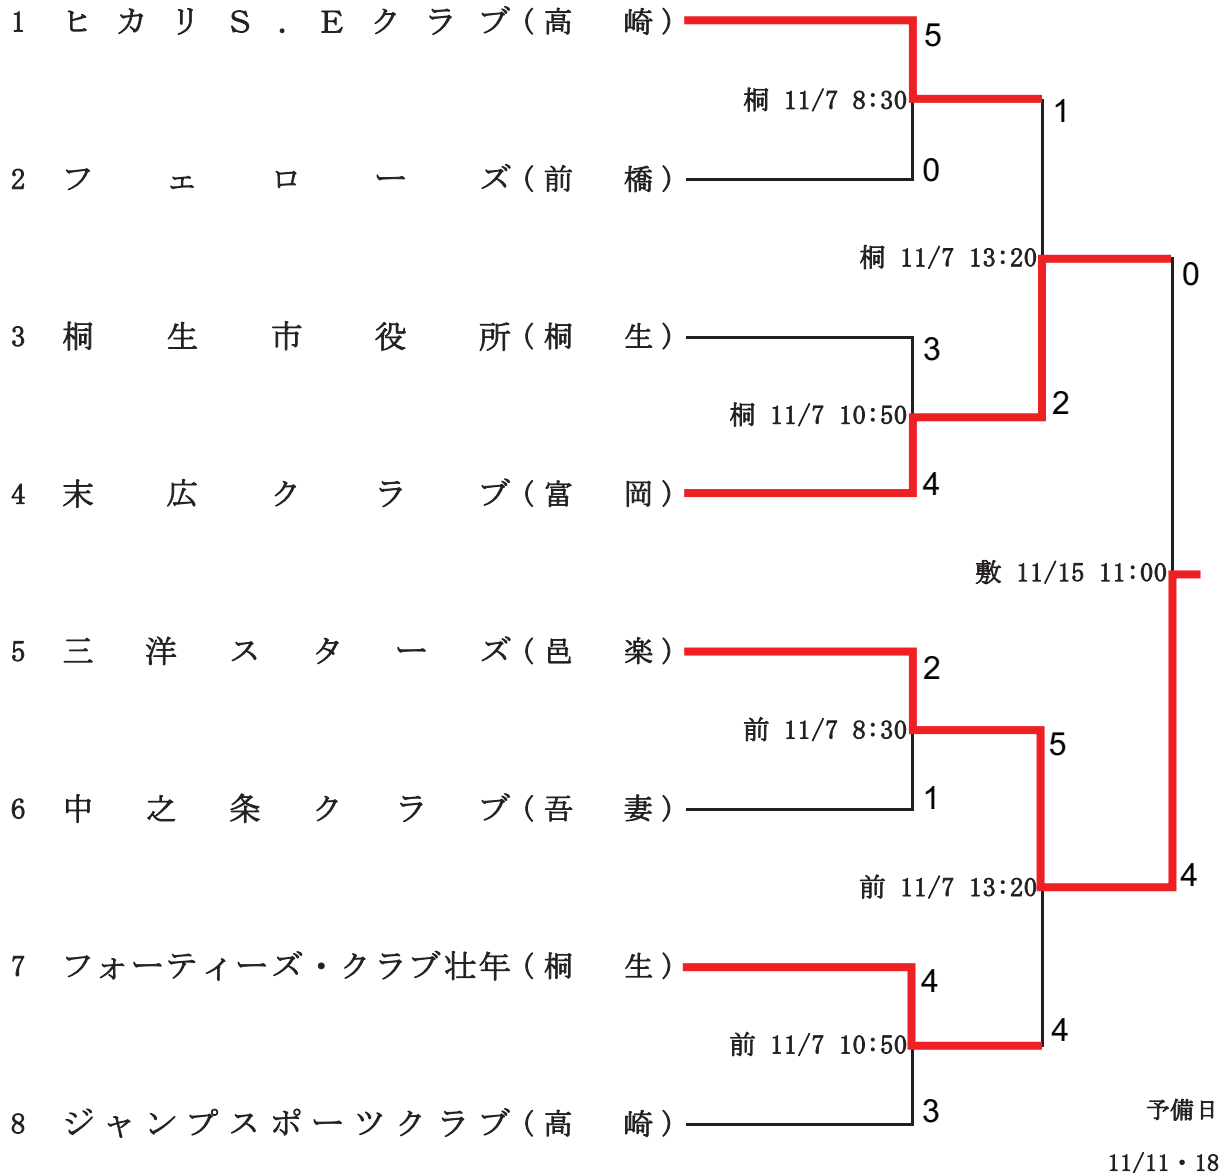 1 ヒカリS.Eクラブ(高崎)
5
桐 11/7 8:30
1
2 フェローズ(前橋)
0
桐 11/7 13:20
0
3 桐生市役所(桐生)
3
桐 11/7 10:50
2
4 末広クラブ(富岡)
4
敷 11/15 11:00
5 三洋スターズ(邑楽)
2
前 11/7 8:30
5
6 中之条クラブ(吾妻)
1
前 11/7 13:20
4
7 フォーティーズ・クラブ壮年(桐生)
4
前 11/7 10:50
4
8 ジャンプスポーツクラブ(高崎)
3
予備日
11/11・18